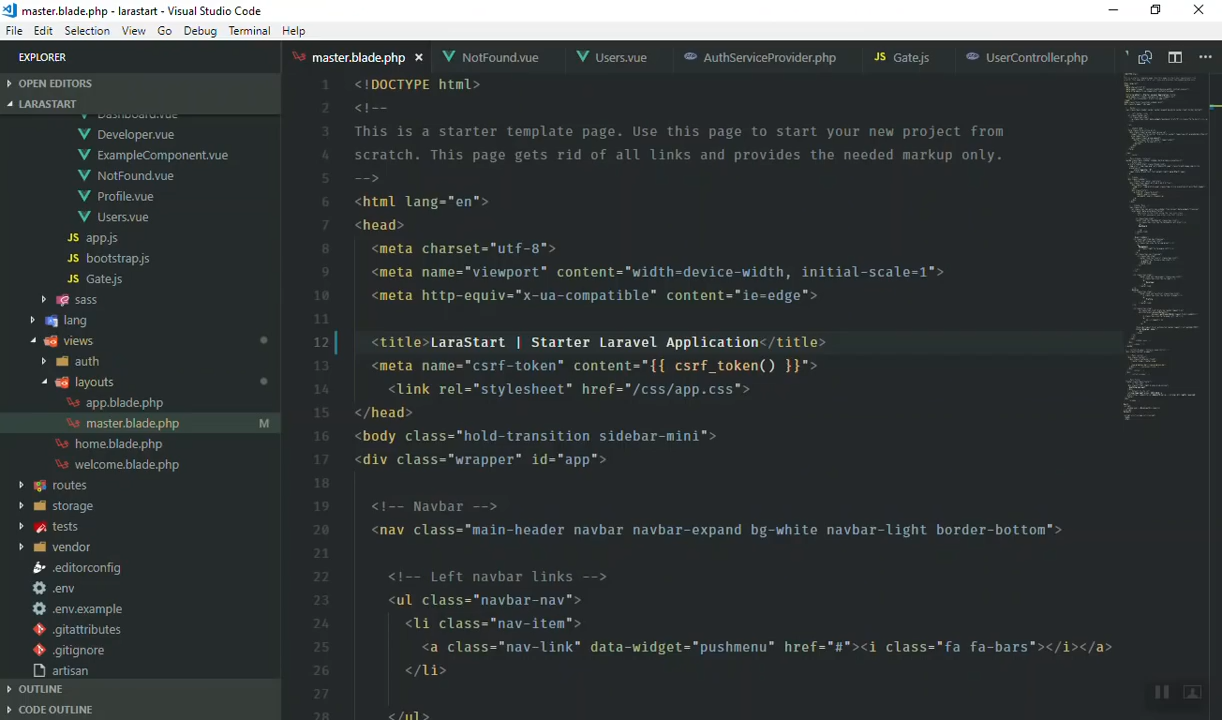 master.blade.php - larastart - Visual Studio Code
File Edit Selection View Go Debug Terminal Help
EXPLORER
OPEN EDITORS
LARASTART
Dashboard.vue
Developer.vue
ExampleComponent.vue
NotFound.vue
Profile.vue
Users.vue
JS app.js
JS bootstrap.js
JS Gate.js
sass
lang
views
auth
layouts
app.blade.php
master.blade.php M
home.blade.php
welcome.blade.php
routes
storage
tests
vendor
.editorconfig
.env
.env.example
.gitattributes
.gitignore
artisan
OUTLINE
CODE OUTLINE
master.blade.php × NotFound.vue Users.vue AuthServiceProvider.php JS Gate.js UserController.php
1 <!DOCTYPE html>
2 <!--
3 This is a starter template page. Use this page to start your new project from
4 scratch. This page gets rid of all links and provides the needed markup only.
5 -->
6 <html lang="en">
7 <head>
8 <meta charset="utf-8">
9 <meta name="viewport" content="width=device-width, initial-scale=1">
10 <meta http-equiv="x-ua-compatible" content="ie=edge">
11
12 <title>LaraStart | Starter Laravel Application</title>
13 <meta name="csrf-token" content="{{ csrf_token() }}">
14 <link rel="stylesheet" href="/css/app.css">
15 </head>
16 <body class="hold-transition sidebar-mini">
17 <div class="wrapper" id="app">
18
19 <!-- Navbar -->
20 <nav class="main-header navbar navbar-expand bg-white navbar-light border-bottom">
21
22 <!-- Left navbar links -->
23 <ul class="navbar-nav">
24 <li class="nav-item">
25 <a class="nav-link" data-widget="pushmenu" href="#"><i class="fa fa-bars"></i></a>
26 </li>
27
28 </ul>